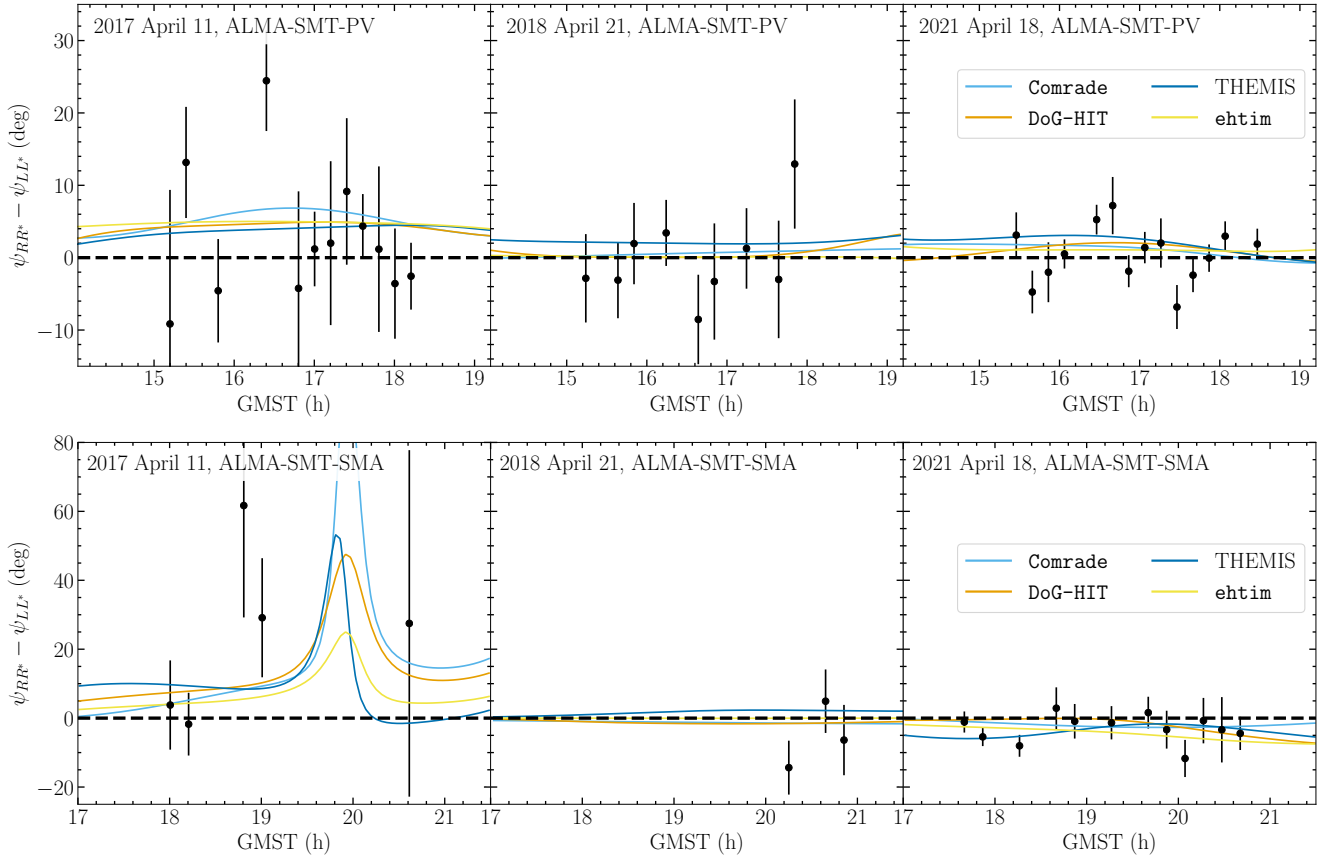 2017 April 11, ALMA-SMT-PV
2018 April 21, ALMA-SMT-PV
2021 April 18, ALMA-SMT-PV
ψRR* − ψLL* (deg)
30
20
10
0
−10
Comrade
THEMIS
DoG-HIT
ehtim
15 16 17 18 19
15 16 17 18 19
15 16 17 18 19
GMST (h)
GMST (h)
GMST (h)
2017 April 11, ALMA-SMT-SMA
2018 April 21, ALMA-SMT-SMA
2021 April 18, ALMA-SMT-SMA
ψRR* − ψLL* (deg)
80
60
40
20
0
−20
Comrade
THEMIS
DoG-HIT
ehtim
17 18 19 20 21
17 18 19 20 21
17 18 19 20 21
GMST (h)
GMST (h)
GMST (h)